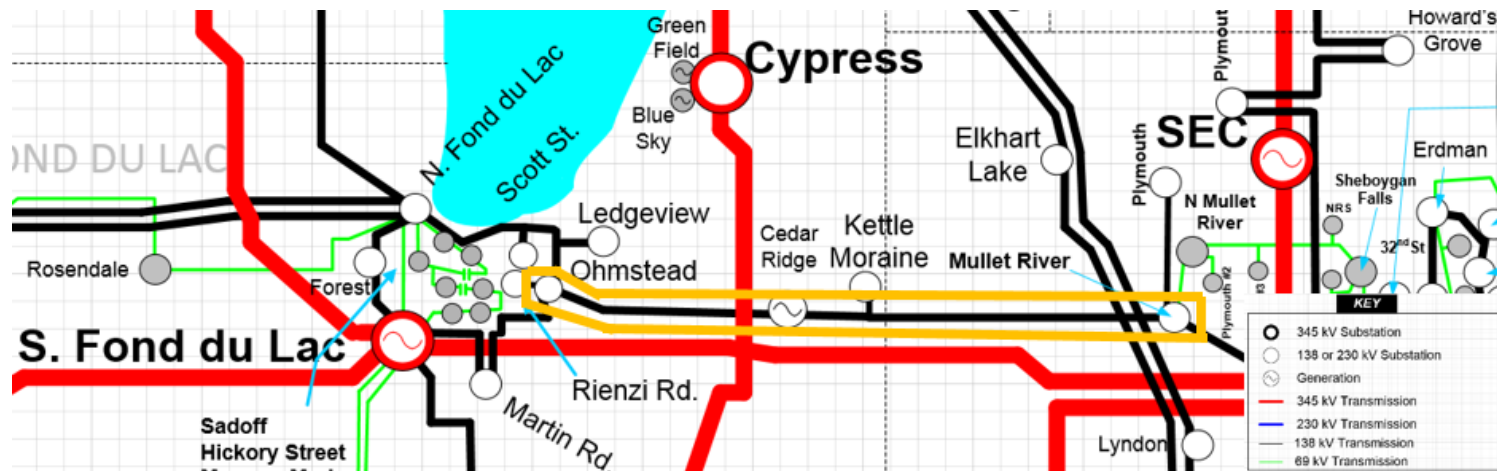 Green
Field
Cypress
Blue
Sky
N. Fond du Lac
Scott St.
OND DU LAC
Ledgeview
Ohmstead
Rosendale
Forest
S. Fond du Lac
Sadoff
Hickory Street
Martin Rd.
Rienzi Rd.
Cedar
Ridge
Kettle
Moraine
Elkhart
Lake
Mullet River
Plymouth
Plymout
SEC
Howard's
Grove
Erdman
Sheboygan
Falls
N Mullet
River
NRS
32nd St
Plymouth #2
#3
Lyndon
KEY
345 kV Substation
138 or 230 kV Substation
Generation
345 kV Transmission
230 kV Transmission
138 kV Transmission
69 kV Transmission